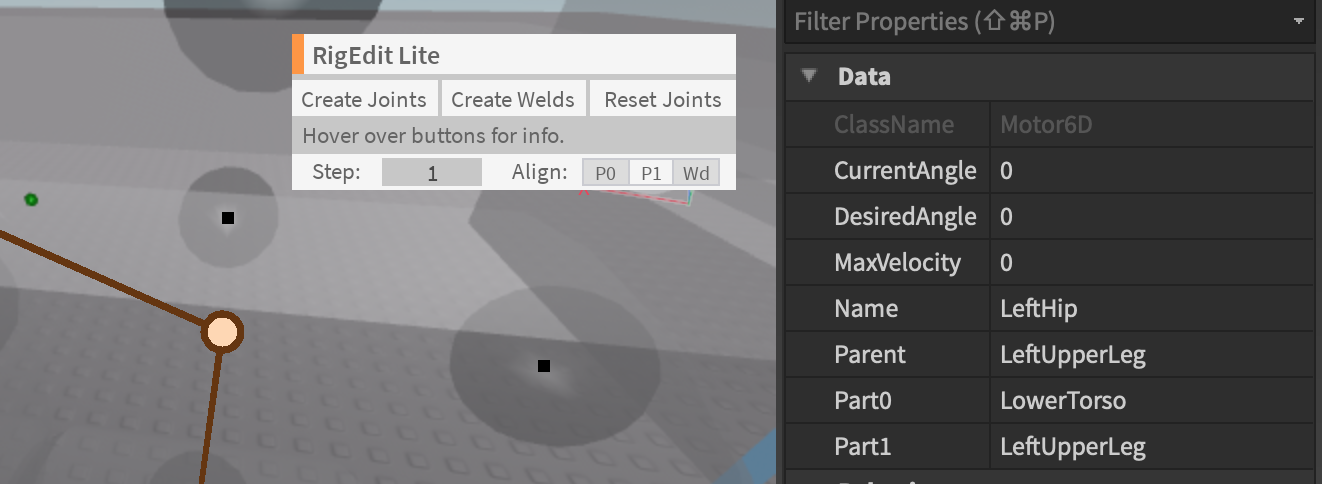 RigEdit Lite
Create Joints Create Welds Reset Joints
Hover over buttons for info.
Step: 1 Align: P0 P1 Wd
Filter Properties (⇧⌘P)
Data
ClassName Motor6D
CurrentAngle 0
DesiredAngle 0
MaxVelocity 0
Name LeftHip
Parent LeftUpperLeg
Part0 LowerTorso
Part1 LeftUpperLeg